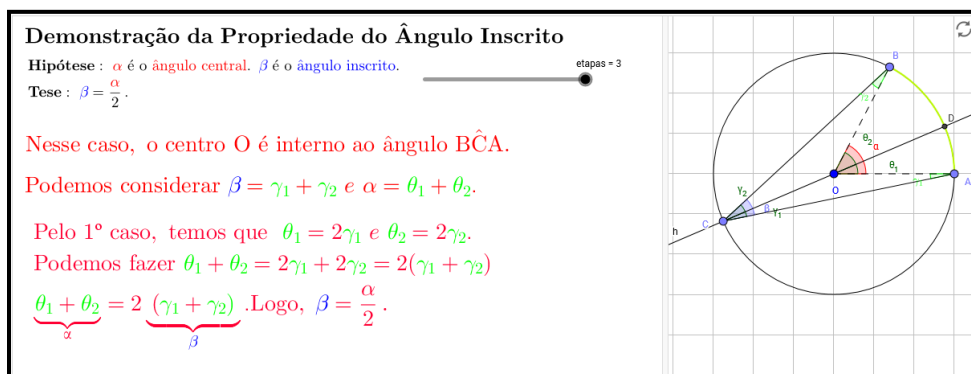 Demonstração da Propriedade do Ângulo Inscrito
Hipótese : α é o ângulo central. β é o ângulo inscrito.
etapas = 3
Tese : β = α/2 .
Nesse caso, o centro O é interno ao ângulo BĈA.
Podemos considerar β = γ₁ + γ₂ e α = θ₁ + θ₂.
Pelo 1º caso, temos que θ₁ = 2γ₁ e θ₂ = 2γ₂.
Podemos fazer θ₁ + θ₂ = 2γ₁ + 2γ₂ = 2(γ₁ + γ₂)
θ₁ + θ₂ = 2 (γ₁ + γ₂) .Logo, β = α/2 .
α
β
B
γ₂
D
θ₂ α
θ₁
γ₁ A
O
γ₂
β γ₁
C
h